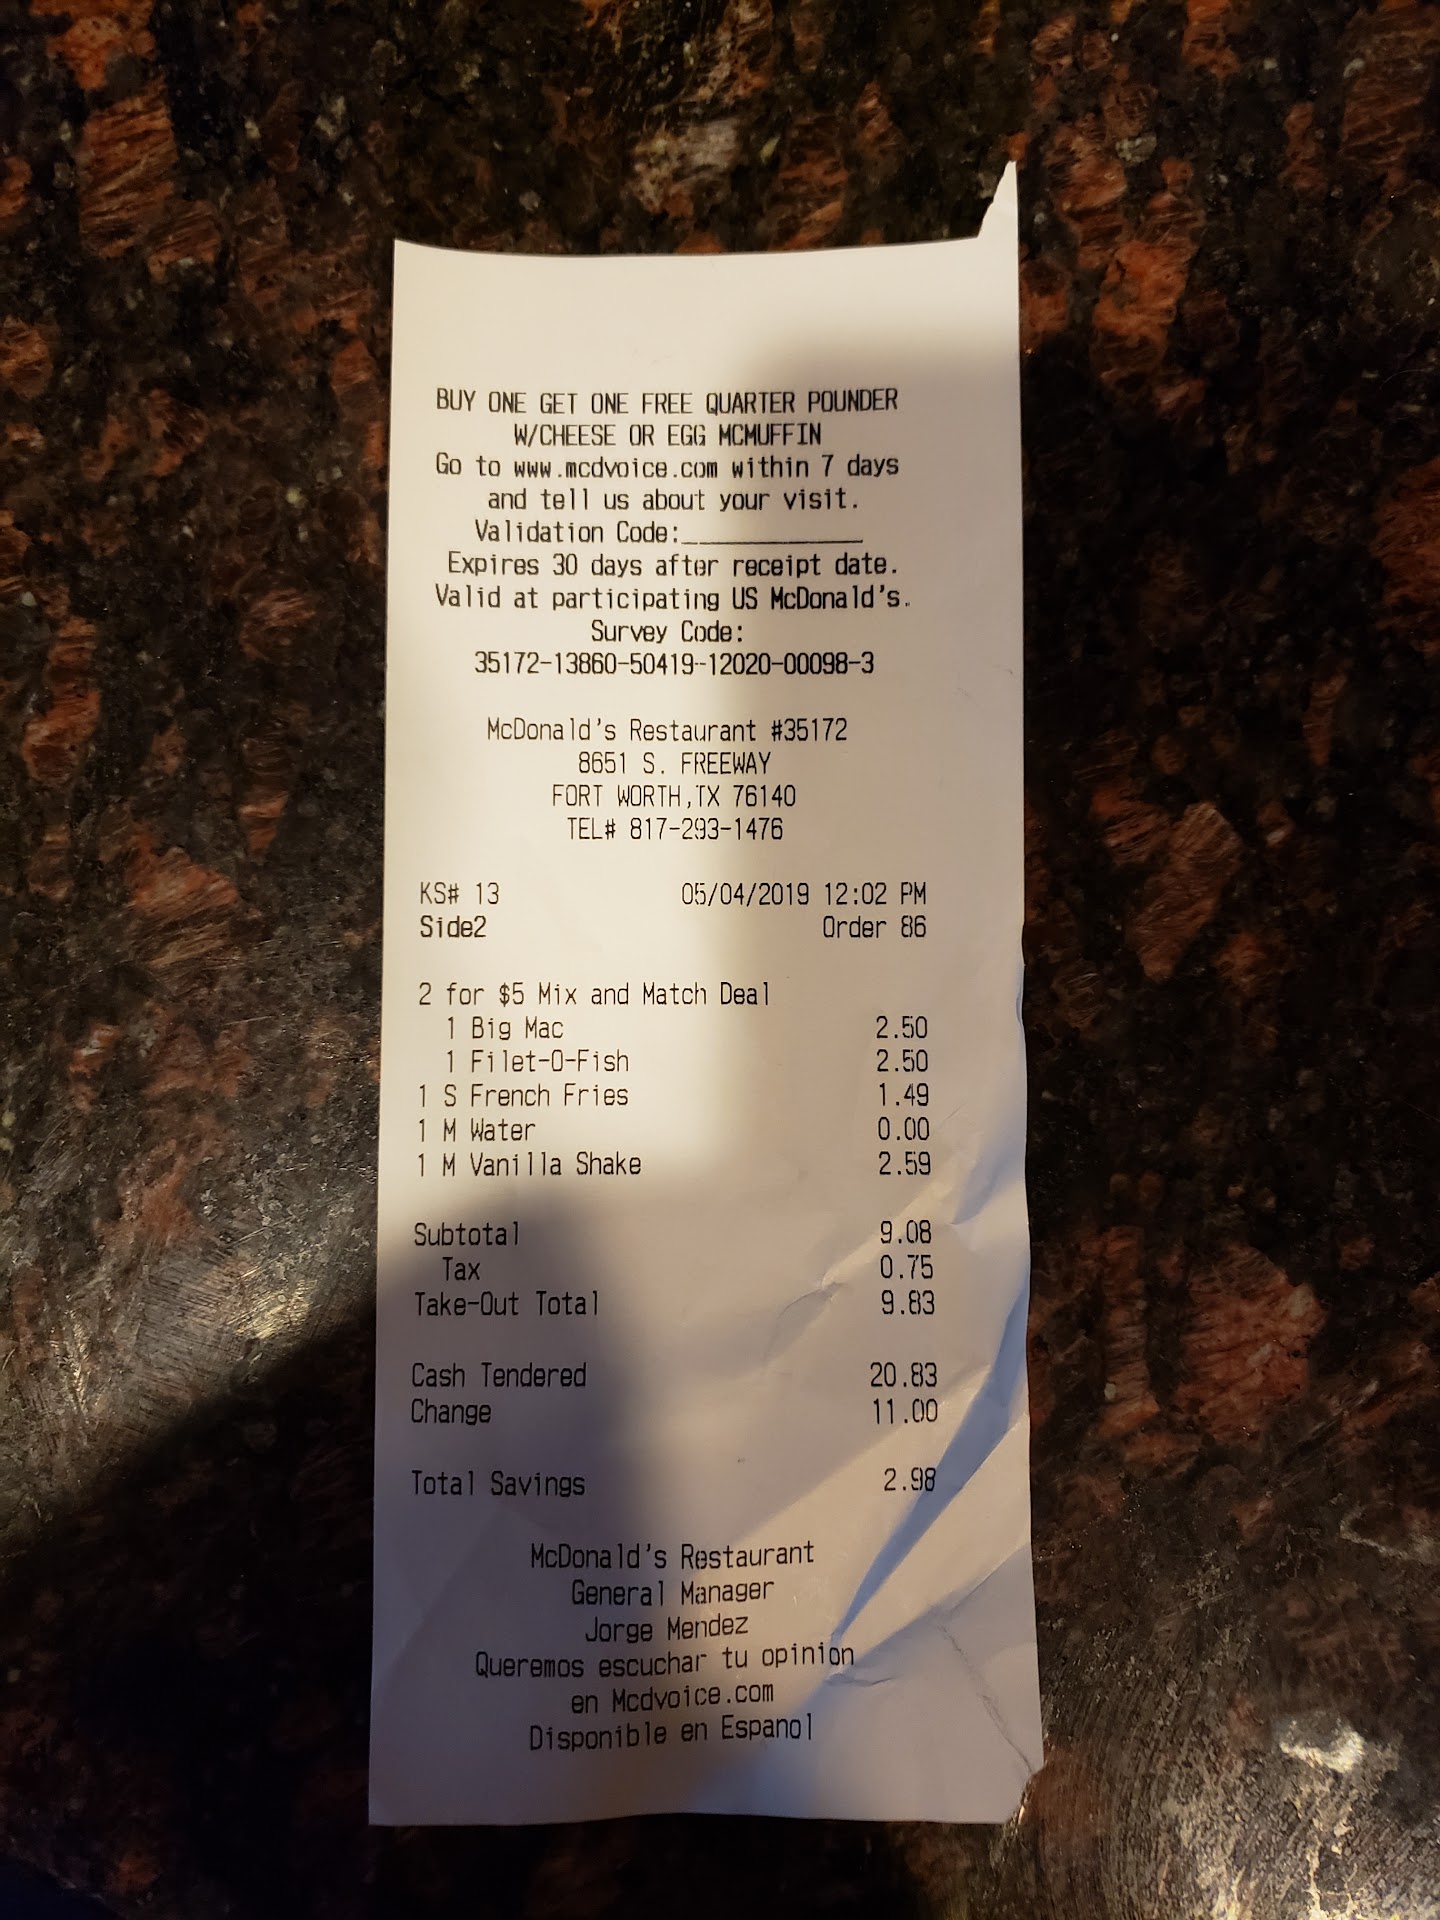 BUY ONE GET ONE FREE QUARTER POUNDER
W/CHEESE OR EGG MCMUFFIN
Go to www.mcdvoice.com within 7 days
and tell us about your visit.
Validation Code:______________
Expires 30 days after receipt date.
Valid at participating US McDonald's.
Survey Code:
35172-13860-50419-12020-00098-3
McDonald's Restaurant #35172
8651 S. FREEWAY
FORT WORTH,TX 76140
TEL# 817-293-1476
KS# 13 05/04/2019 12:02 PM
Side2 Order 86
2 for $5 Mix and Match Deal
1 Big Mac 2.50
1 Filet-O-Fish 2.50
1 S French Fries 1.49
1 M Water 0.00
1 M Vanilla Shake 2.59
Subtotal 9.08
Tax 0.75
Take-Out Total 9.83
Cash Tendered 20.83
Change 11.00
Total Savings 2.98
McDonald's Restaurant
General Manager
Jorge Mendez
Queremos escuchar tu opinion
en Mcdvoice.com
Disponible en Espanol